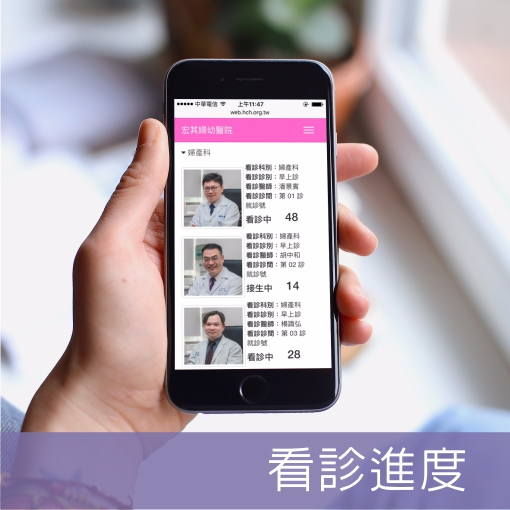 中華電信 上午11:47
web.hch.org.tw
宏其婦幼醫院
婦產科
看診科別：婦產科
看診診別：早上診
看診醫師：潘景賓
看診診間：第 01 診
就診號
看診中 48
看診科別：婦產科
看診診別：早上診
看診醫師：胡中和
看診診間：第 02 診
就診號
接生中 14
看診科別：婦產科
看診診別：早上診
看診醫師：楊識弘
看診診間：第 03 診
就診號
看診中 28
看診進度